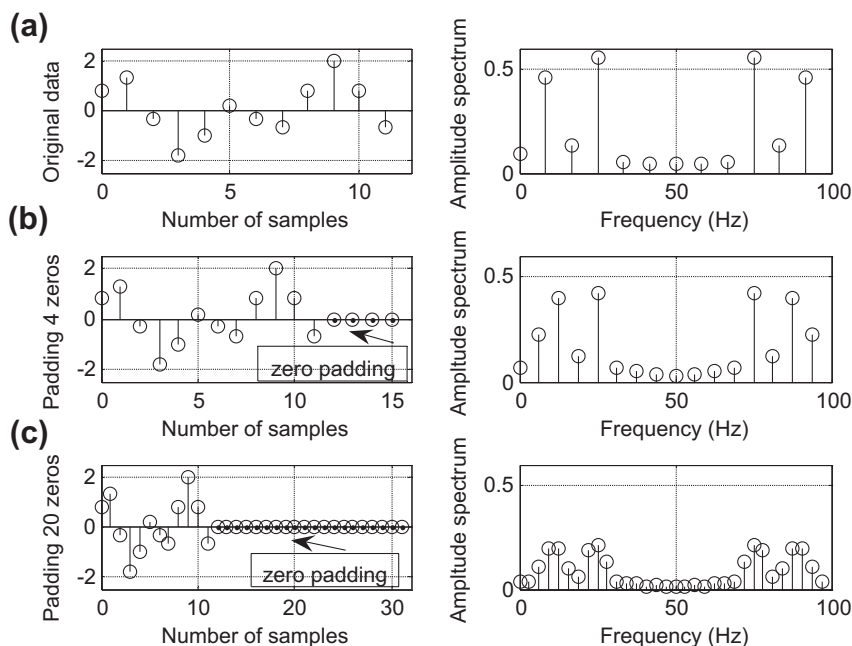 (a)
Original data
2
0
-2
0
5
10
Number of samples
Amplitude spectrum
0.5
0
0
50
100
Frequency (Hz)
(b)
Padding 4 zeros
2
0
-2
zero padding
0
5
10
15
Number of samples
Ampltude spectrum
0.5
0
0
50
100
Frequency (Hz)
(c)
Padding 20 zeros
2
0
-2
zero padding
0
10
20
30
Number of samples
Amplitude spectrum
0.5
0
0
50
100
Frequency (Hz)